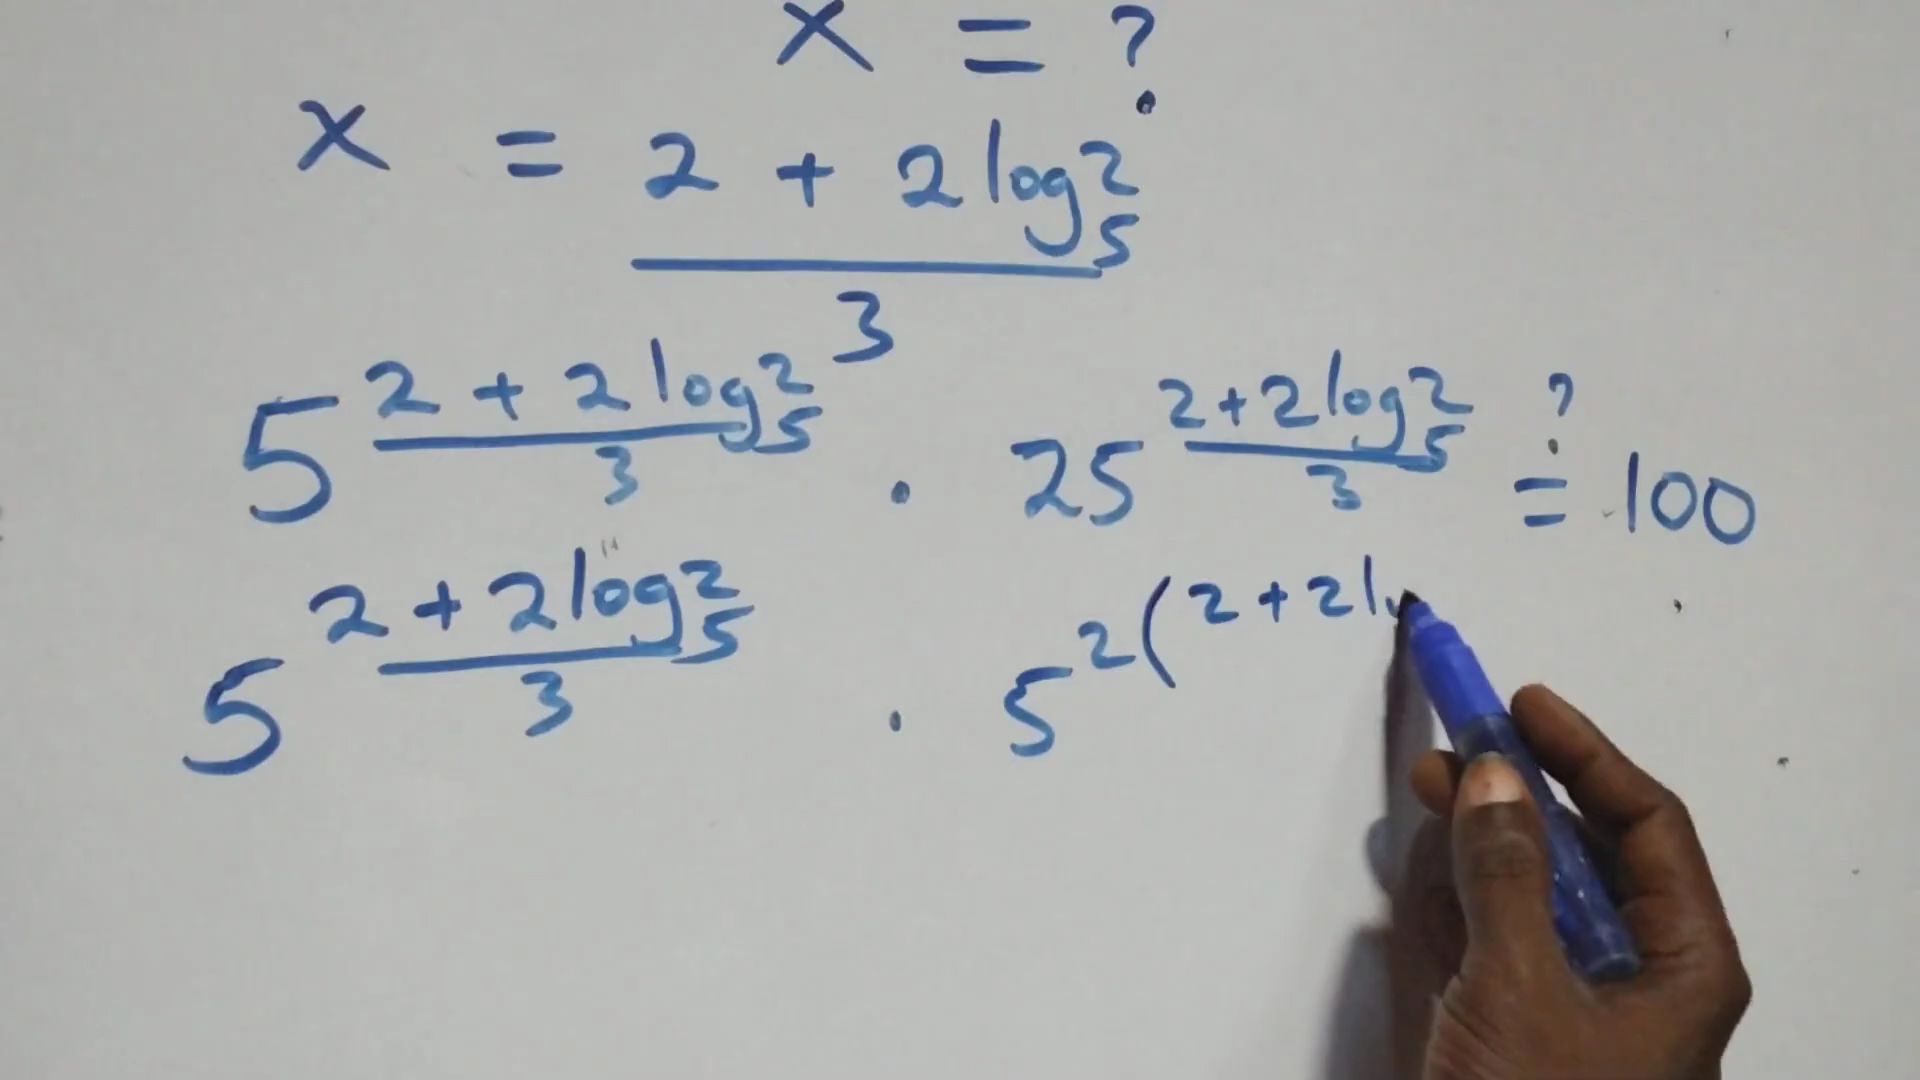 x = ?
x = 2 + 2log₅2
3
5^(2 + 2log₅2)/3 . 25^(2+2log₅2)/3 ?= 100
5^(2 + 2log₅2)/3 . 5^2(2+2lo